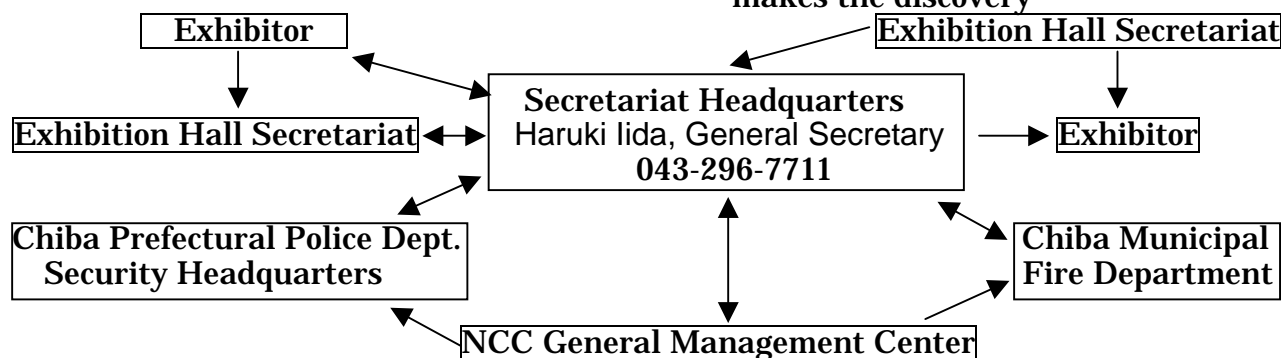 makes the discovery
Exhibitor
Exhibition Hall Secretariat
Secretariat Headquarters
Haruki Iida, General Secretary
043-296-7711
Exhibition Hall Secretariat
Exhibitor
Chiba Prefectural Police Dept.
Security Headquarters
Chiba Municipal
Fire Department
NCC General Management Center